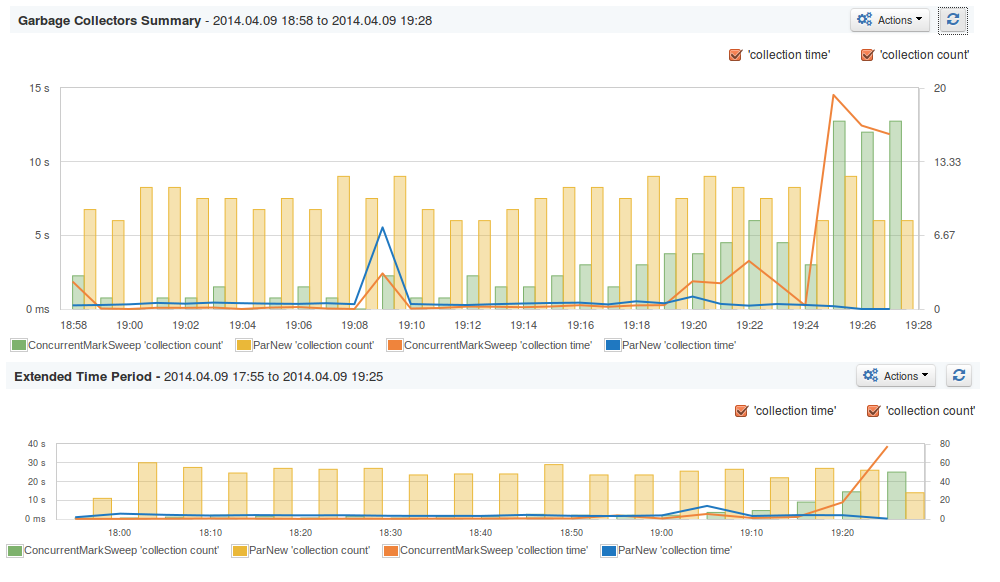 Garbage Collectors Summary - 2014.04.09 18:58 to 2014.04.09 19:28 Actions
'collection time' 'collection count'
15 s 20
10 s 13.33
5 s 6.67
0 ms 0
18:58 19:00 19:02 19:04 19:06 19:08 19:10 19:12 19:14 19:16 19:18 19:20 19:22 19:24 19:26 19:28
ConcurrentMarkSweep 'collection count' ParNew 'collection count' ConcurrentMarkSweep 'collection time' ParNew 'collection time'
Extended Time Period - 2014.04.09 17:55 to 2014.04.09 19:25 Actions
'collection time' 'collection count'
40 s 80
30 s 60
20 s 40
10 s 20
0 ms 0
18:00 18:10 18:20 18:30 18:40 18:50 19:00 19:10 19:20
ConcurrentMarkSweep 'collection count' ParNew 'collection count' ConcurrentMarkSweep 'collection time' ParNew 'collection time'